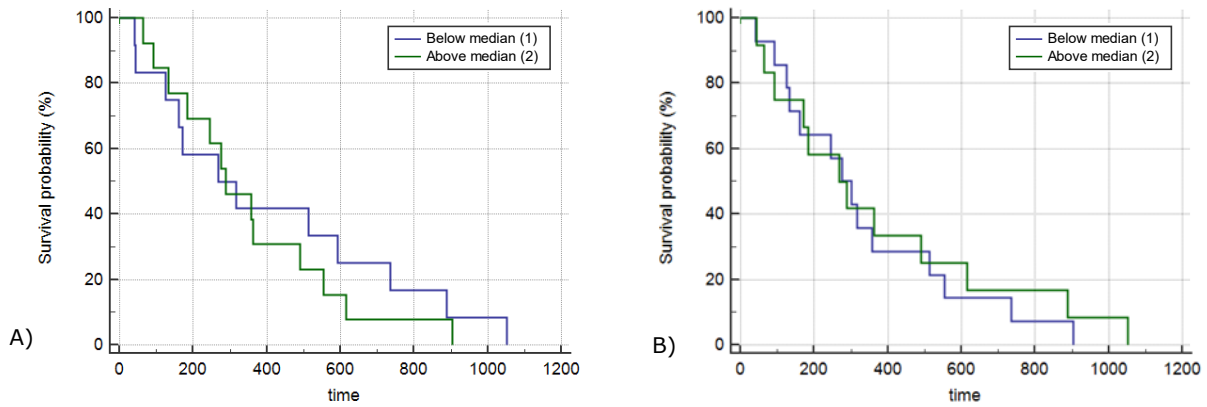 100
80
60
40
20
0
Survival probability (%)
Below median (1)
Above median (2)
0 200 400 600 800 1000 1200
time
A)
100
80
60
40
20
0
Survival probability (%)
Below median (1)
Above median (2)
0 200 400 600 800 1000 1200
time
B)